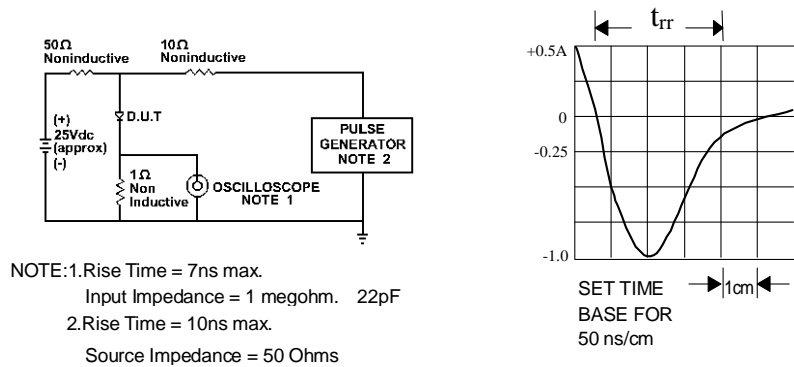 50Ω
Noninductive
10Ω
Noninductive
(+)
25Vdc
(approx)
(-)
D.U.T
PULSE
GENERATOR
NOTE 2
1Ω
Non
Inductive
OSCILLOSCOPE
NOTE 1
NOTE:1.Rise Time = 7ns max.
Input Impedance = 1 megohm. 22pF
2.Rise Time = 10ns max.
Source Impedance = 50 Ohms
trr
+0.5A
0
-0.25
-1.0
SET TIME
BASE FOR
50 ns/cm
1cm